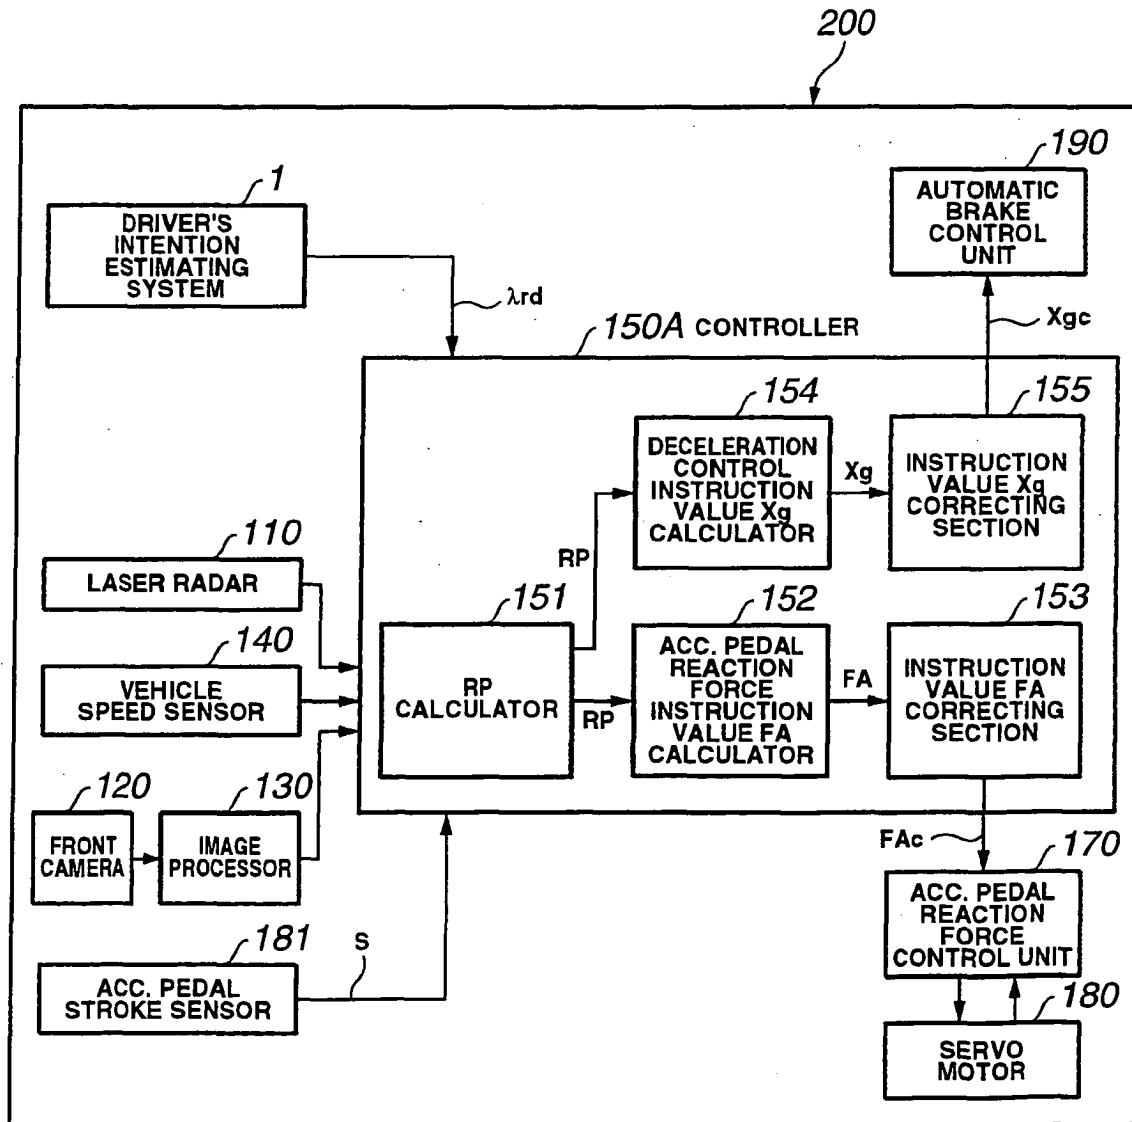 200
190
AUTOMATIC
BRAKE
CONTROL
UNIT
1
DRIVER'S
INTENTION
ESTIMATING
SYSTEM
λrd
Xgc
150A CONTROLLER
154
DECELERATION
CONTROL
INSTRUCTION
VALUE Xg
CALCULATOR
Xg
155
INSTRUCTION
VALUE Xg
CORRECTING
SECTION
110
LASER RADAR
RP
151
RP
CALCULATOR
RP
152
ACC. PEDAL
REACTION
FORCE
INSTRUCTION
VALUE FA
CALCULATOR
FA
153
INSTRUCTION
VALUE FA
CORRECTING
SECTION
140
VEHICLE
SPEED SENSOR
120
FRONT
CAMERA
130
IMAGE
PROCESSOR
FAc
170
ACC. PEDAL
REACTION
FORCE
CONTROL UNIT
181
ACC. PEDAL
STROKE SENSOR
S
180
SERVO
MOTOR